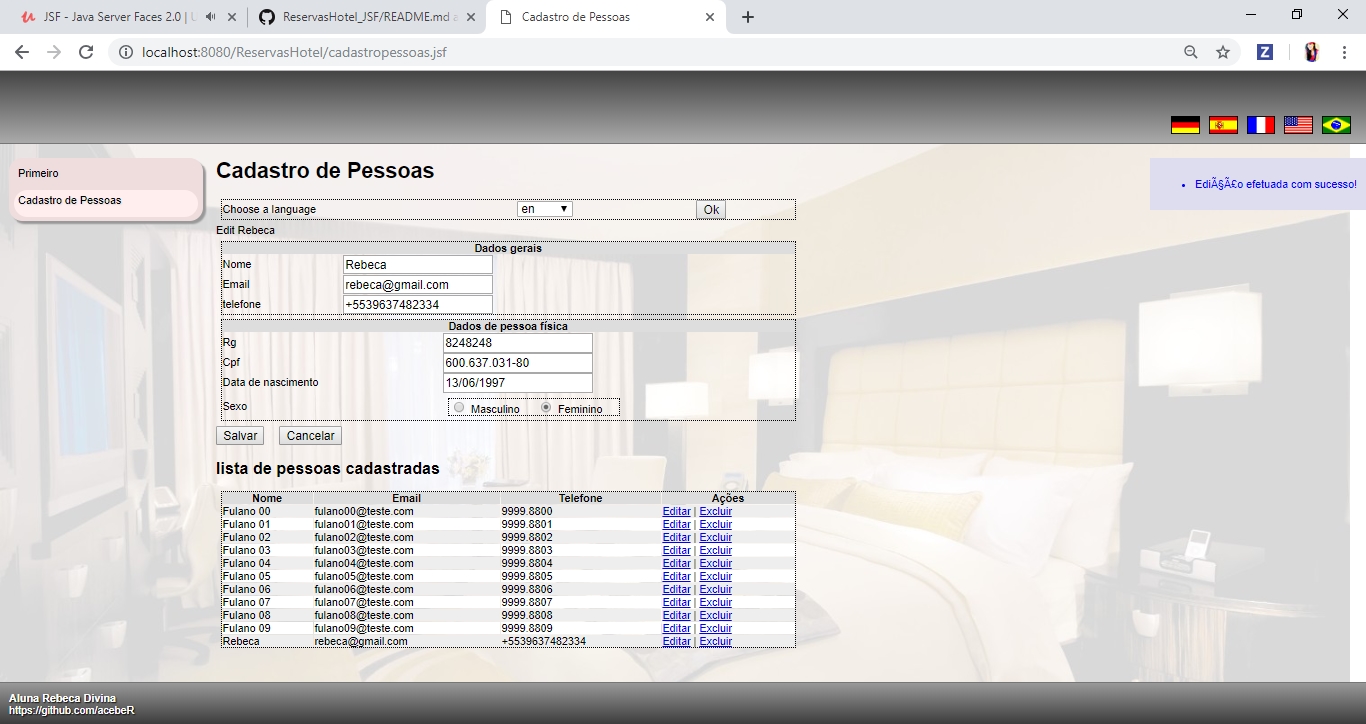 JSF - Java Server Faces 2.0 | U
ReservasHotel_JSF/README.md a
Cadastro de Pessoas
localhost:8080/ReservasHotel/cadastropessoas.jsf
Z
Primeiro
Cadastro de Pessoas
Cadastro de Pessoas
EdiÃ§Ã£o efetuada com sucesso!
Choose a language en Ok
Edit Rebeca
Dados gerais
Nome Rebeca
Email rebeca@gmail.com
telefone +5539637482334
Dados de pessoa física
Rg 8248248
Cpf 600.637.031-80
Data de nascimento 13/06/1997
Sexo Masculino Feminino
Salvar Cancelar
lista de pessoas cadastradas
Nome Email Telefone Ações
Fulano 00 fulano00@teste.com 9999.8800 Editar | Excluir
Fulano 01 fulano01@teste.com 9999.8801 Editar | Excluir
Fulano 02 fulano02@teste.com 9999.8802 Editar | Excluir
Fulano 03 fulano03@teste.com 9999.8803 Editar | Excluir
Fulano 04 fulano04@teste.com 9999.8804 Editar | Excluir
Fulano 05 fulano05@teste.com 9999.8805 Editar | Excluir
Fulano 06 fulano06@teste.com 9999.8806 Editar | Excluir
Fulano 07 fulano07@teste.com 9999.8807 Editar | Excluir
Fulano 08 fulano08@teste.com 9999.8808 Editar | Excluir
Fulano 09 fulano09@teste.com 9999.8809 Editar | Excluir
Rebeca rebeca@gmail.com +5539637482334 Editar | Excluir
Aluna Rebeca Divina
https://github.com/acebeR